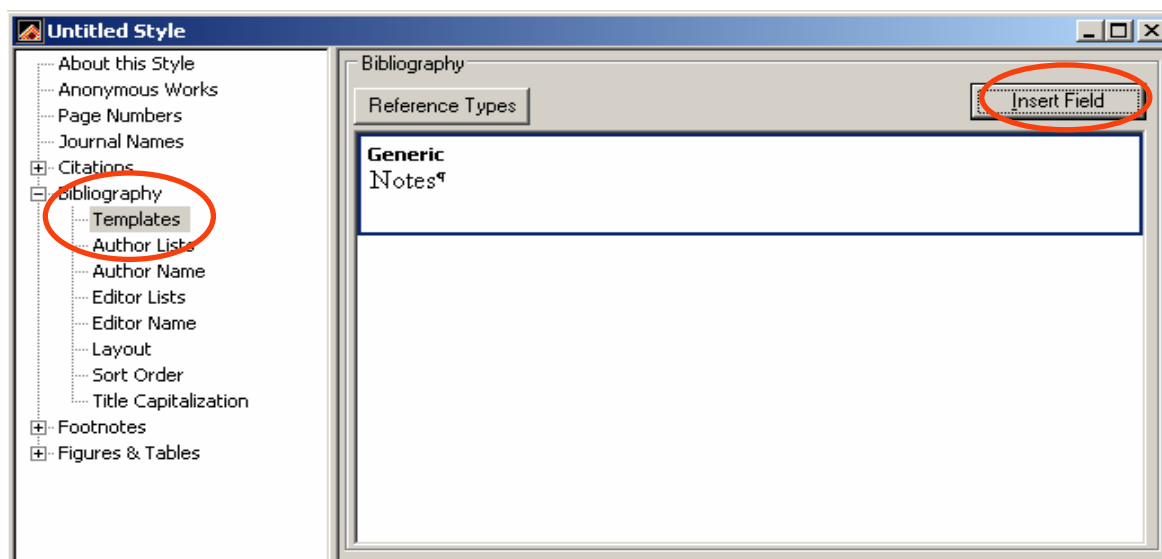 Untitled Style
About this Style
Anonymous Works
Page Numbers
Journal Names
Citations
Bibliography
Templates
Author Lists
Author Name
Editor Lists
Editor Name
Layout
Sort Order
Title Capitalization
Footnotes
Figures & Tables
Bibliography
Reference Types
Insert Field
Generic
Notes¶